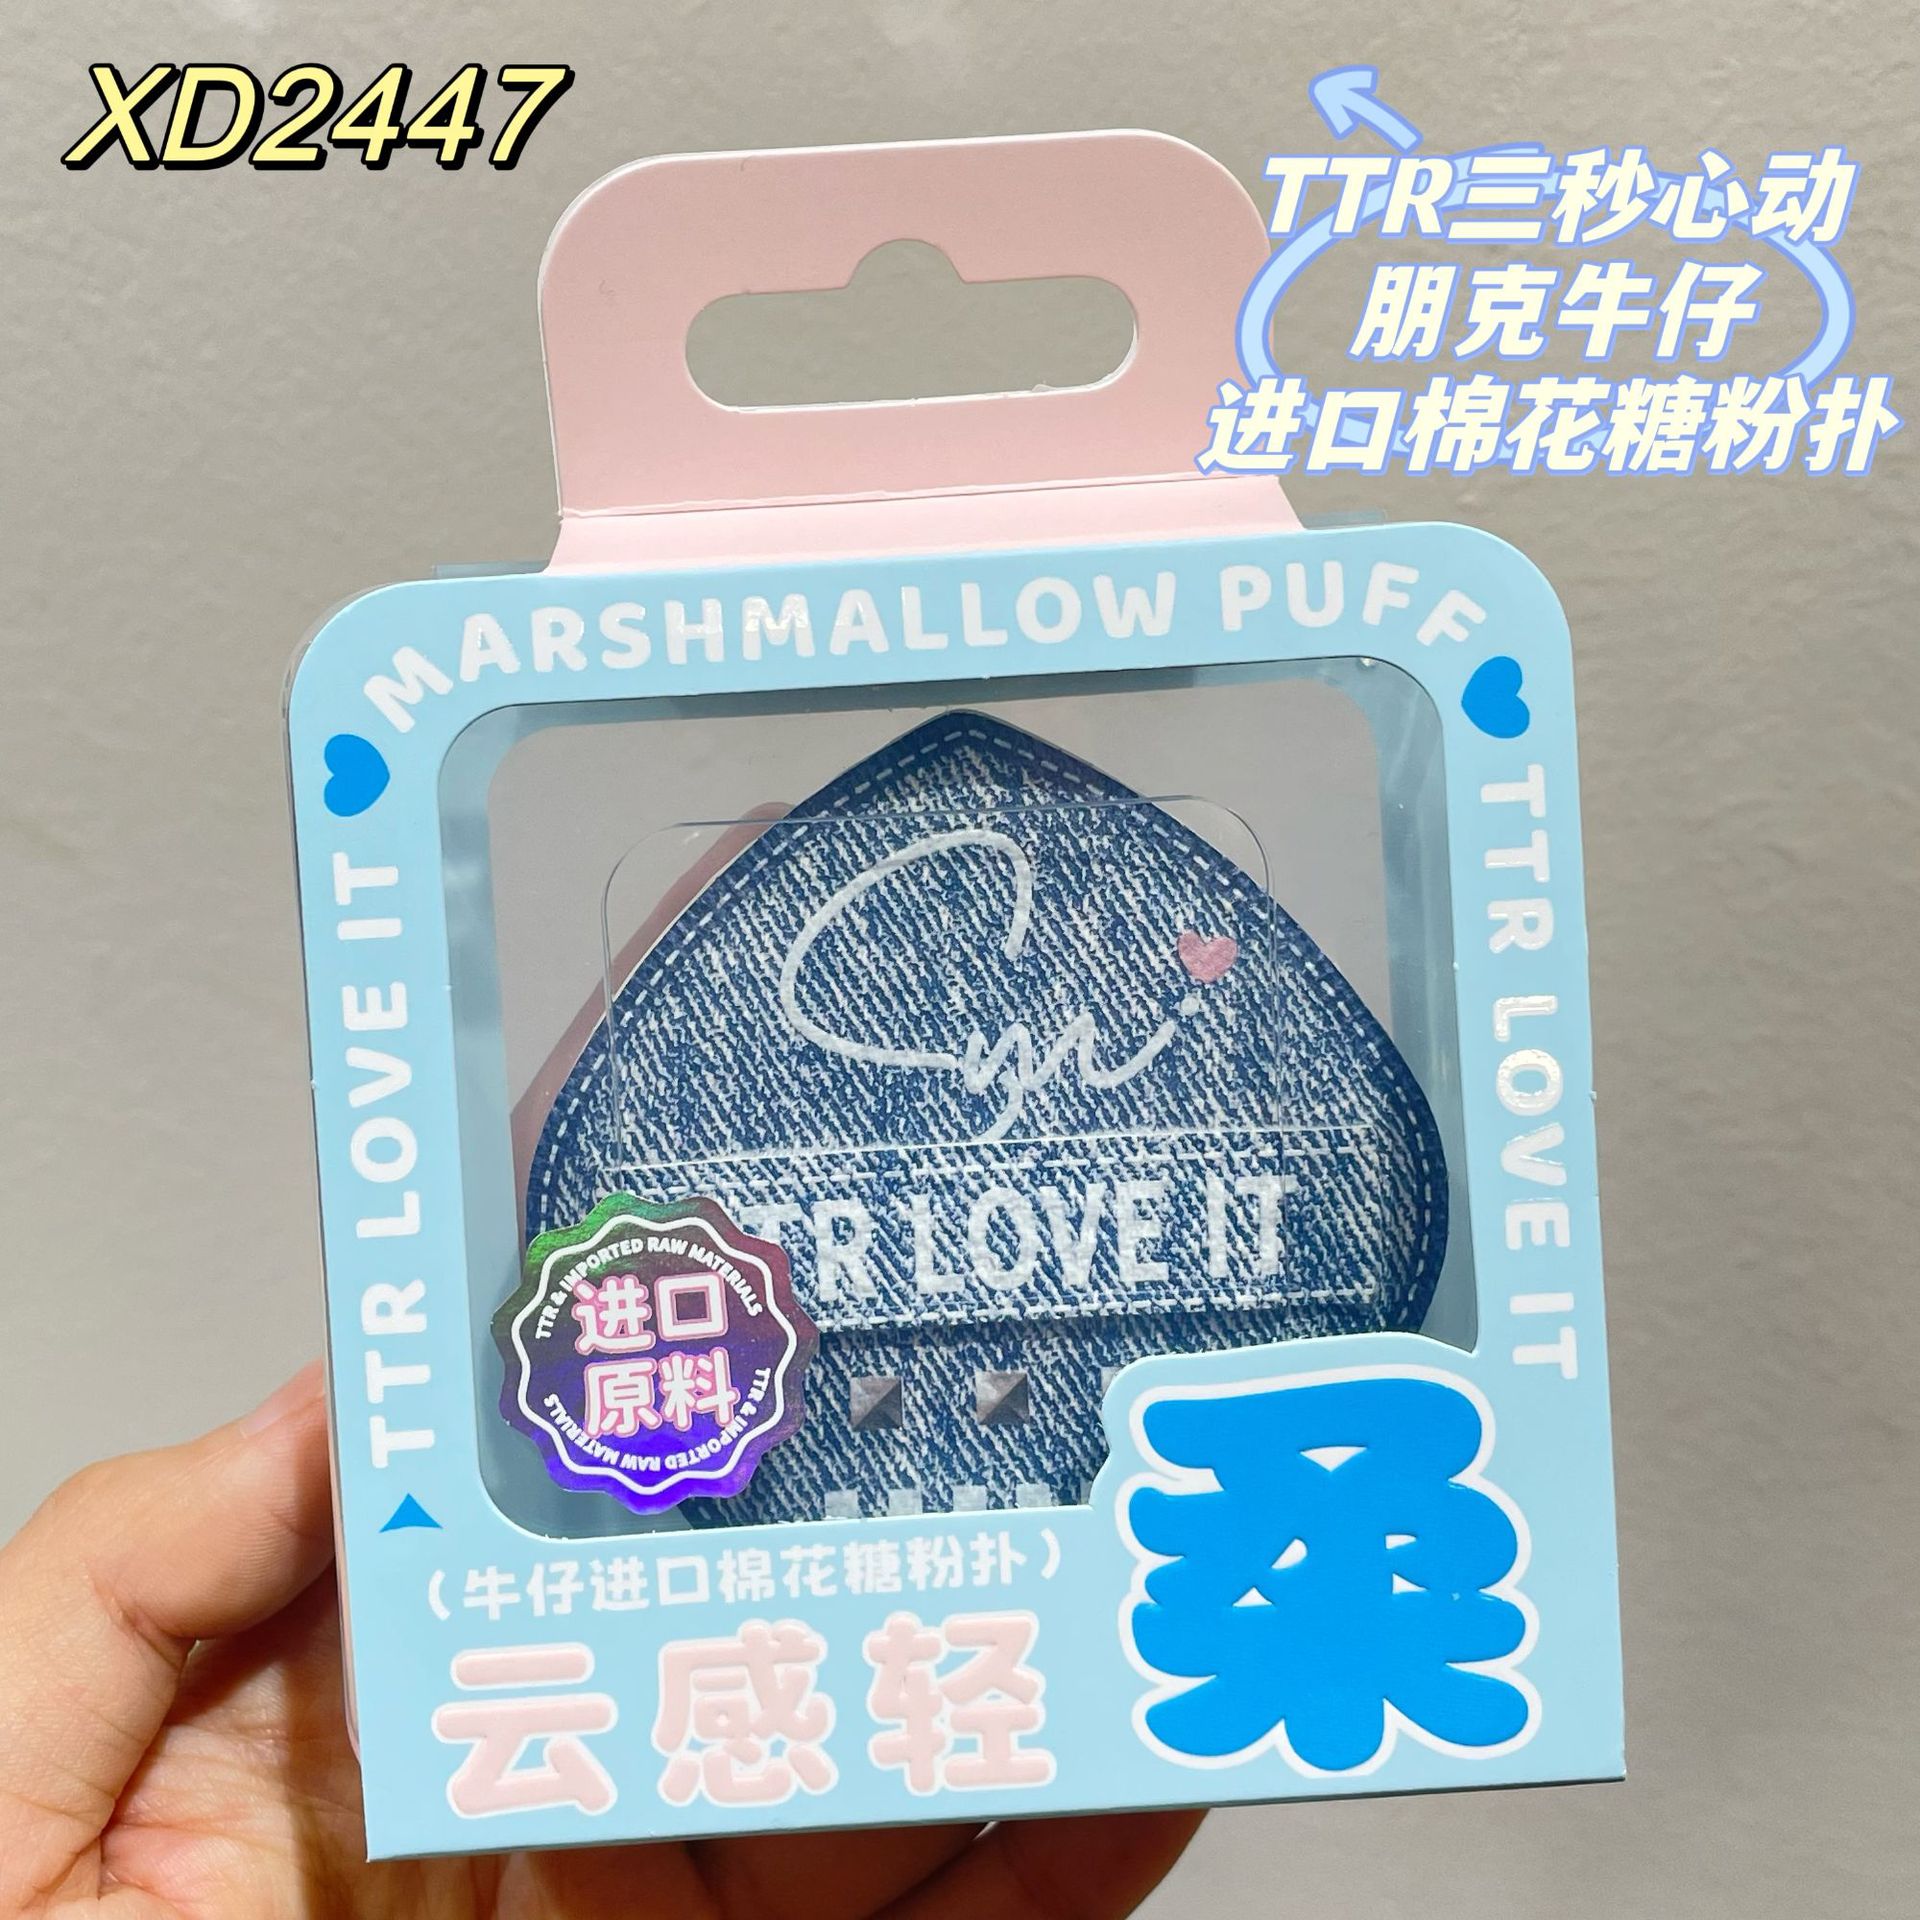 XD2447
TTR三秒心动
朋克牛仔
进口棉花糖粉扑
MARSHMALLOW PUFF
TTR LOVE IT
TTR LOVE IT
TR LOVE IT
TTR & IMPORTED RAW MATERIALS
进口
原料
TTR & IMPORTED RAW MATERIALS
(牛仔进口棉花糖粉扑)
云感轻柔